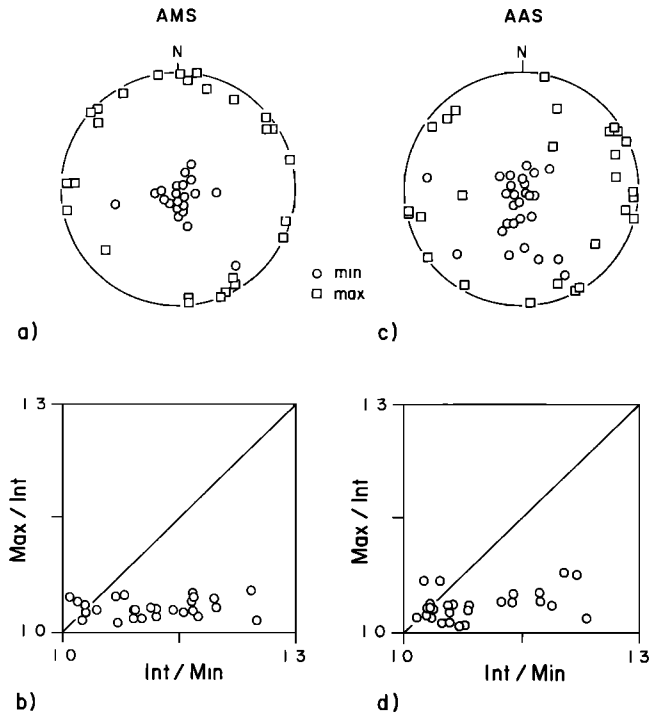 AMS
AAS
N
N
○ min
□ max
a)
c)
1 3
1 3
Max / Int
Max / Int
1 0
1 0
1 0
1 3
1 0
1 3
Int / Min
Int / Min
b)
d)